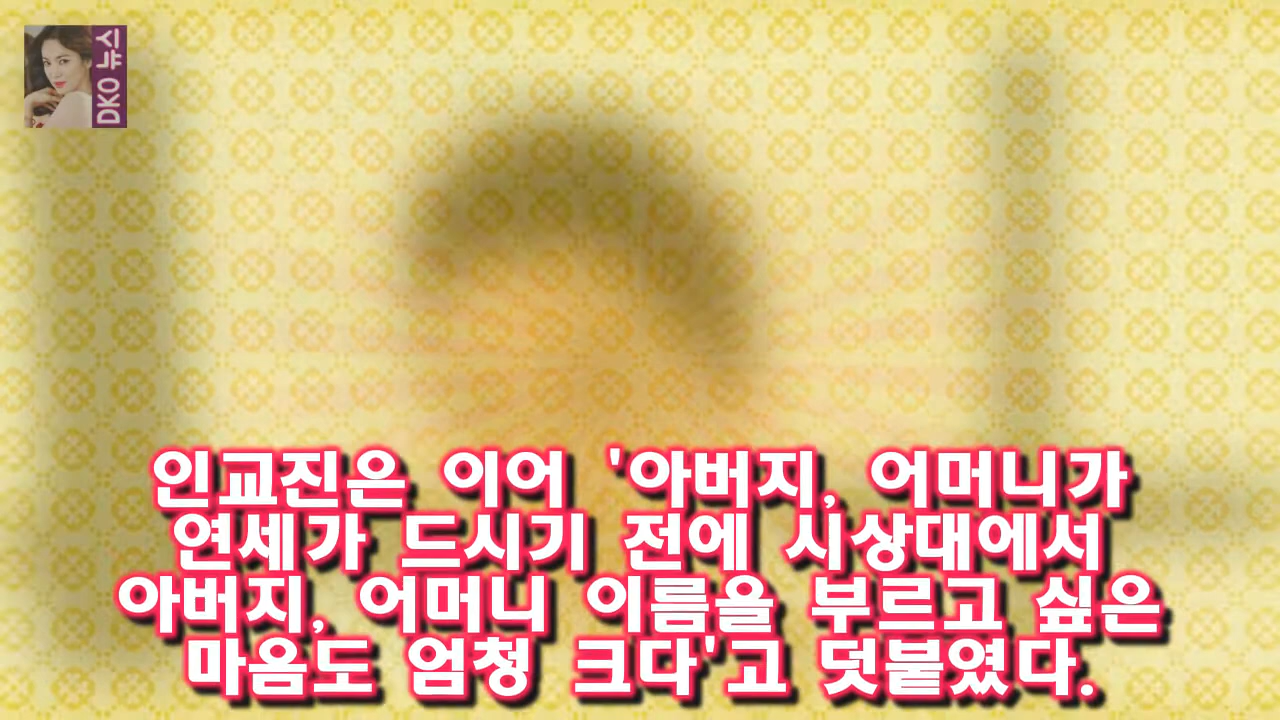 DKO 뉴스
인교진은 이어 '아버지, 어머니가
연세가 드시기 전에 시상대에서
아버지, 어머니 이름을 부르고 싶은
마음도 엄청 크다'고 덧붙였다.